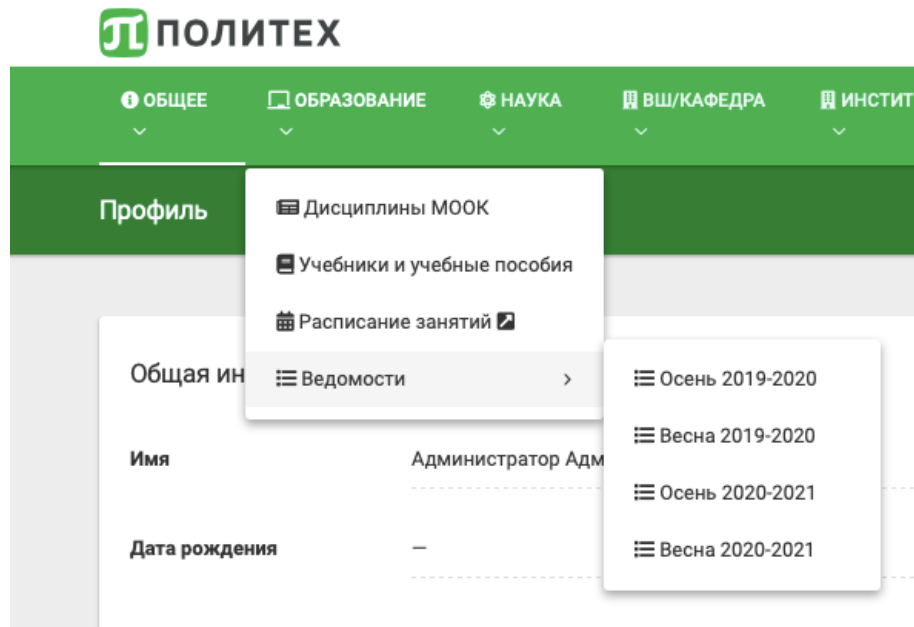 ПОЛИТЕХ
ОБЩЕЕ
ОБРАЗОВАНИЕ
НАУКА
ВШ/КАФЕДРА
ИНСТИТ
Профиль
Дисциплины МООК
Учебники и учебные пособия
Расписание занятий
Ведомости
Осень 2019-2020
Весна 2019-2020
Осень 2020-2021
Весна 2020-2021
Общая ин
Имя
Администратор Адм
Дата рождения
—